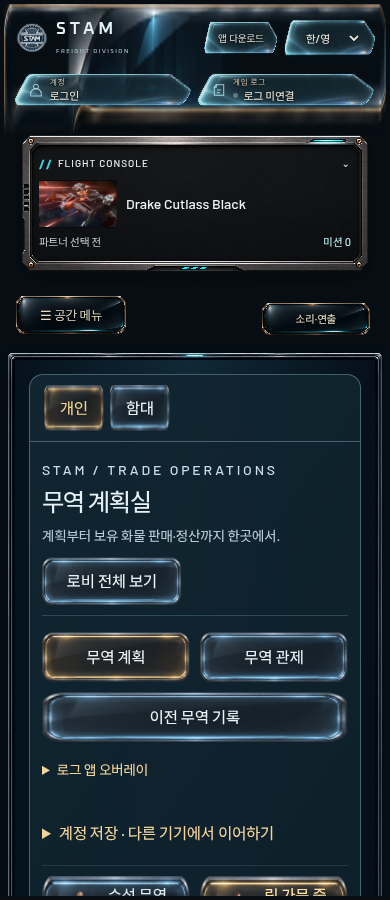 STAM
STAM
FREIGHT DIVISION
앱 다운로드
한/영
계정
로그인
게임 로그
로그 미연결
// FLIGHT CONSOLE
Drake Cutlass Black
파트너 선택 전
미션 0
☰ 공간 메뉴
소리·연출
개인
함대
STAM / TRADE OPERATIONS
무역 계획실
계획부터 보유 화물 판매·정산까지 한곳에서.
로비 전체 보기
무역 계획
무역 관제
이전 무역 기록
▶ 로그 앱 오버레이
▶ 계정 저장 · 다른 기기에서 이어하기